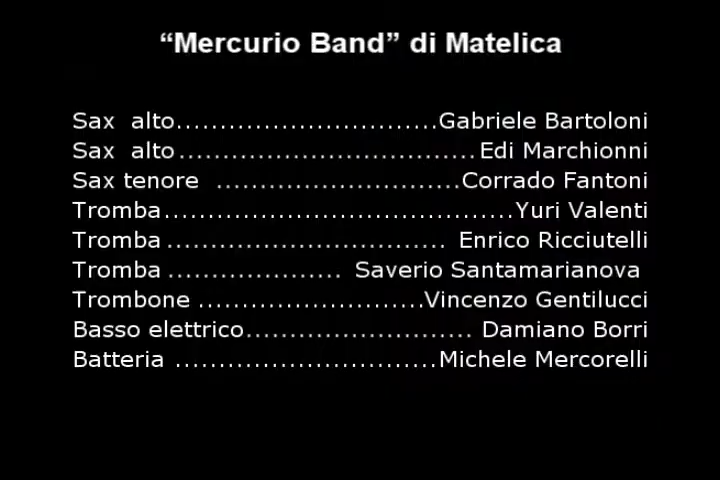 “Mercurio Band” di Matelica
Sax alto..............................Gabriele Bartoloni
Sax alto..................................Edi Marchionni
Sax tenore ............................Corrado Fantoni
Tromba........................................Yuri Valenti
Tromba................................ Enrico Ricciutelli
Tromba.................... Saverio Santamarianova
Trombone ..........................Vincenzo Gentilucci
Basso elettrico.......................... Damiano Borri
Batteria ..............................Michele Mercorelli